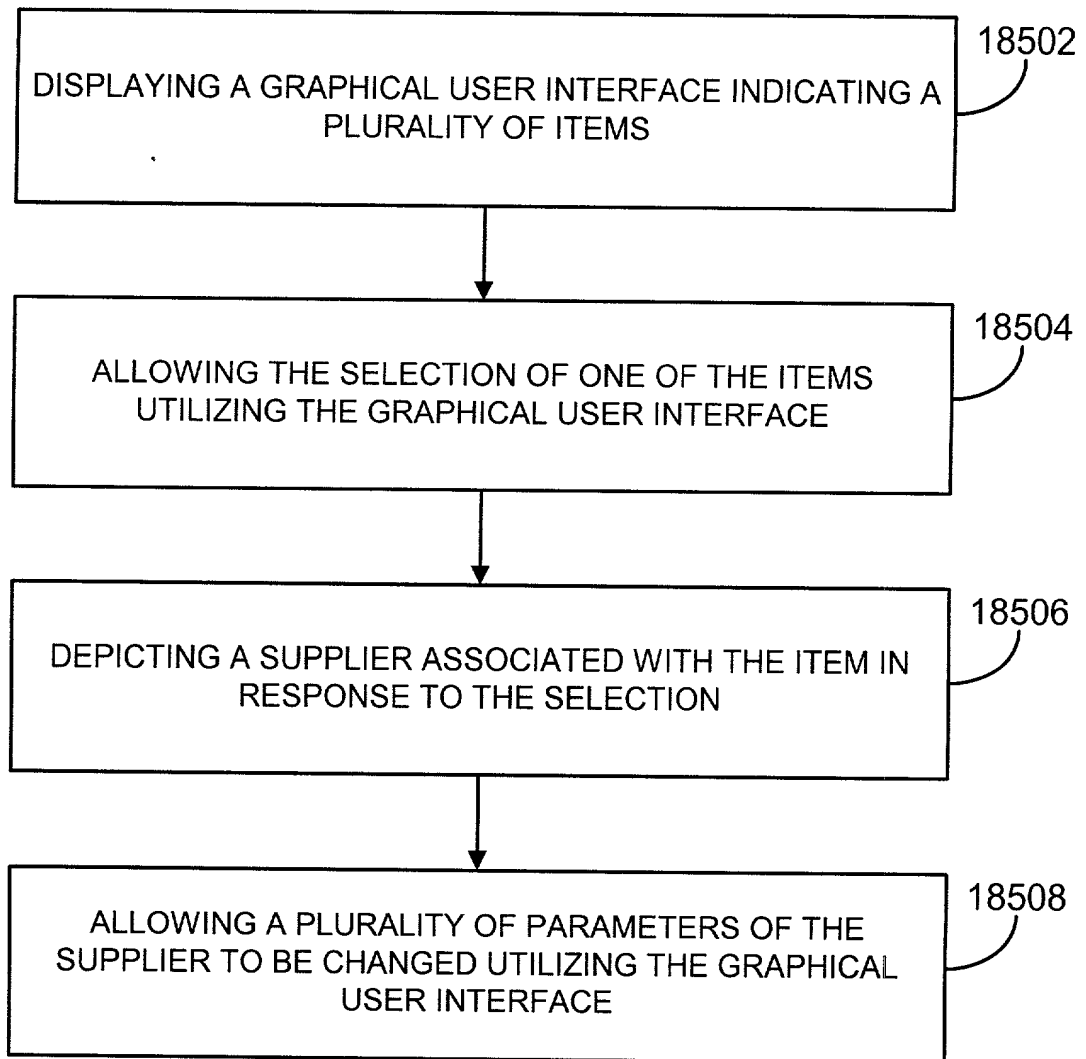 18502
DISPLAYING A GRAPHICAL USER INTERFACE INDICATING A
PLURALITY OF ITEMS
18504
ALLOWING THE SELECTION OF ONE OF THE ITEMS
UTILIZING THE GRAPHICAL USER INTERFACE
18506
DEPICTING A SUPPLIER ASSOCIATED WITH THE ITEM IN
RESPONSE TO THE SELECTION
18508
ALLOWING A PLURALITY OF PARAMETERS OF THE
SUPPLIER TO BE CHANGED UTILIZING THE GRAPHICAL
USER INTERFACE